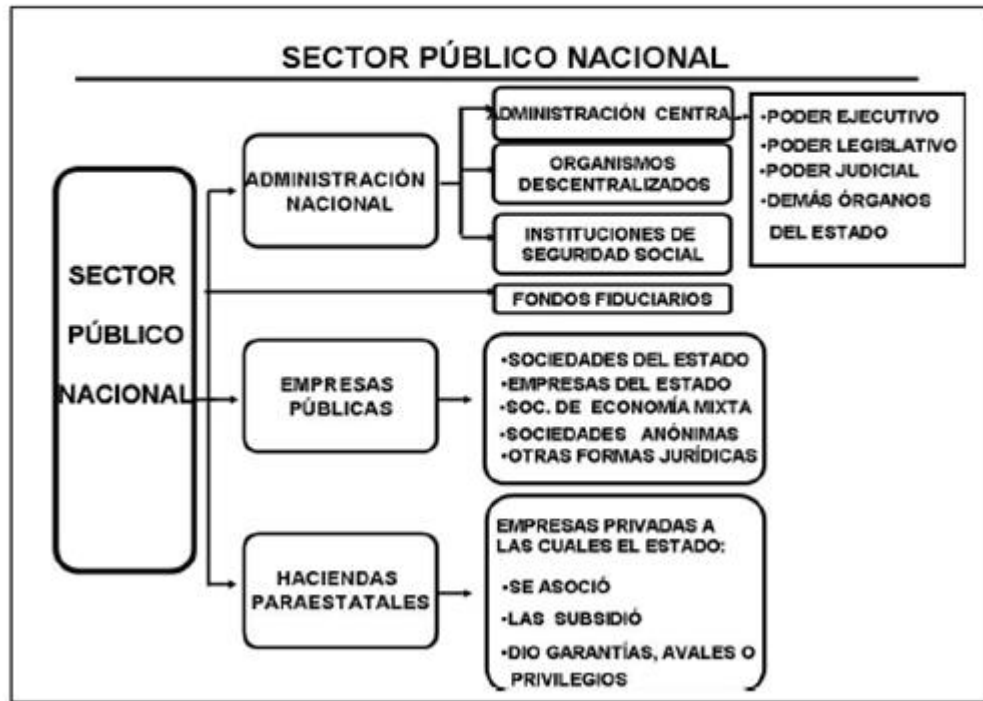 SECTOR PÚBLICO NACIONAL
SECTOR
PÚBLICO
NACIONAL
ADMINISTRACIÓN
NACIONAL
ADMINISTRACIÓN CENTRA
•PODER EJECUTIVO
•PODER LEGISLATIVO
•PODER JUDICIAL
•DEMÁS ÓRGANOS
DEL ESTADO
ORGANISMOS
DESCENTRALIZADOS
INSTITUCIONES DE
SEGURIDAD SOCIAL
FONDOS FIDUCIARIOS
EMPRESAS
PÚBLICAS
•SOCIEDADES DEL ESTADO
•EMPRESAS DEL ESTADO
•SOC. DE ECONOMÍA MIXTA
•SOCIEDADES ANÓNIMAS
•OTRAS FORMAS JURÍDICAS
HACIENDAS
PARAESTATALES
EMPRESAS PRIVADAS A
LAS CUALES EL ESTADO:
•SE ASOCIÓ
•LAS SUBSIDIÓ
•DIO GARANTÍAS, AVALES O
PRIVILEGIOS